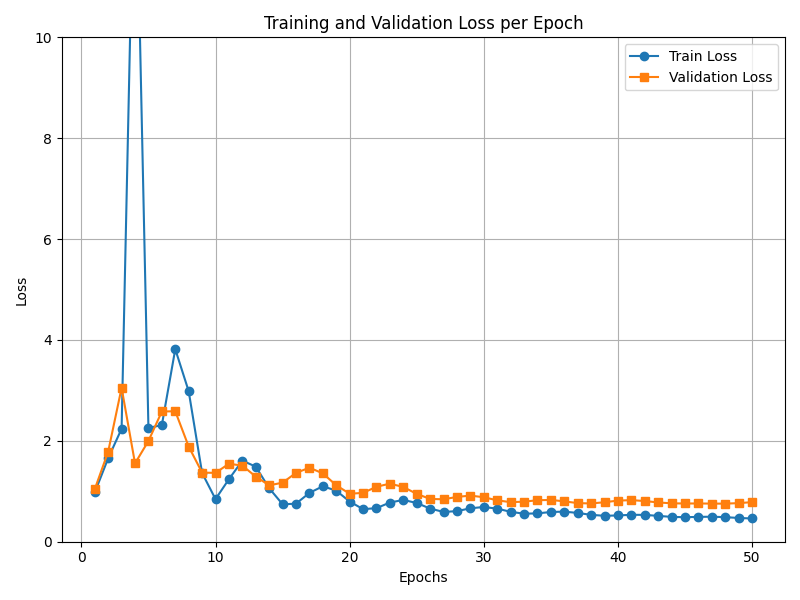 Training and Validation Loss per Epoch
Train Loss
Validation Loss
10
8
6
4
2
0
Loss
0 10 20 30 40 50
Epochs